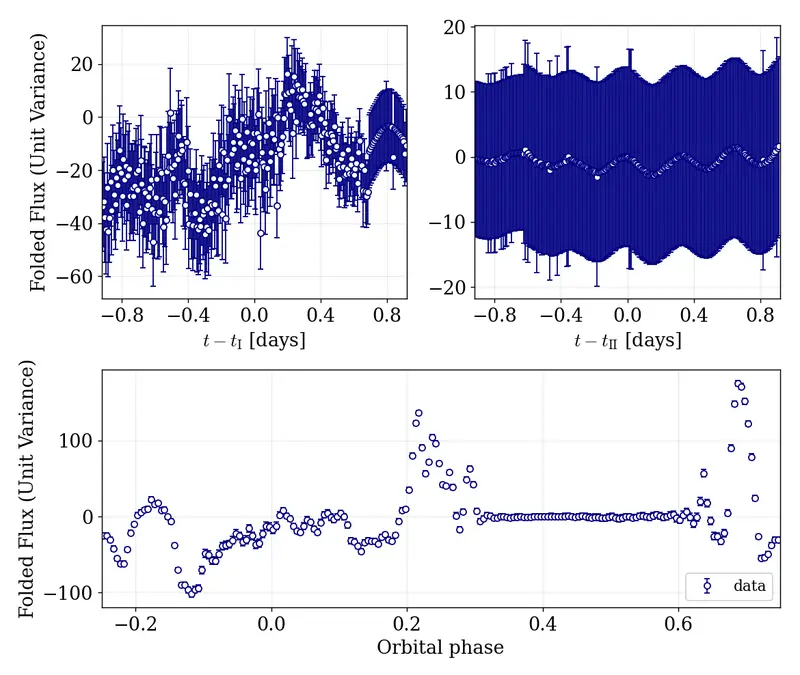 Folded Flux (Unit Variance)
20
0
−20
−40
−60
−0.8 −0.4 0.0 0.4 0.8
t − tI [days]
20
10
0
−10
−20
−0.8 −0.4 0.0 0.4 0.8
t − tII [days]
Folded Flux (Unit Variance)
100
0
−100
−0.2 0.0 0.2 0.4 0.6
Orbital phase
data